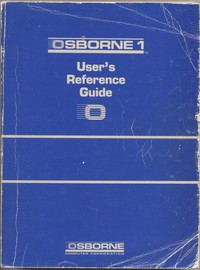 OSBORNE 1
User's
Reference
Guide
O
OSBORNE
COMPUTER CORPORATION